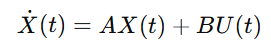 Ẋ(t) = AX(t) + BU(t)